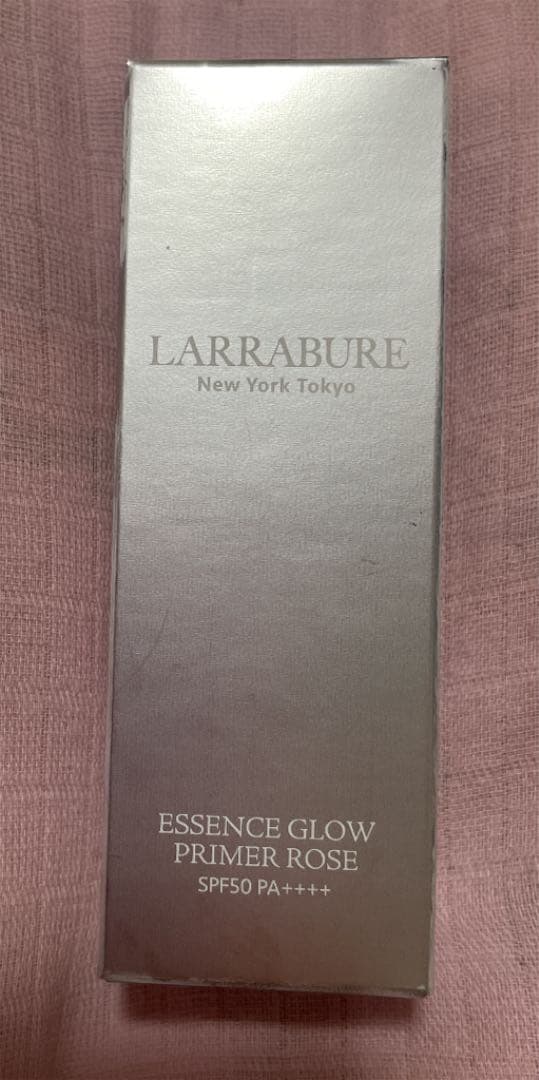 LARRABURE
New York Tokyo
ESSENCE GLOW
PRIMER ROSE
SPF50 PA++++